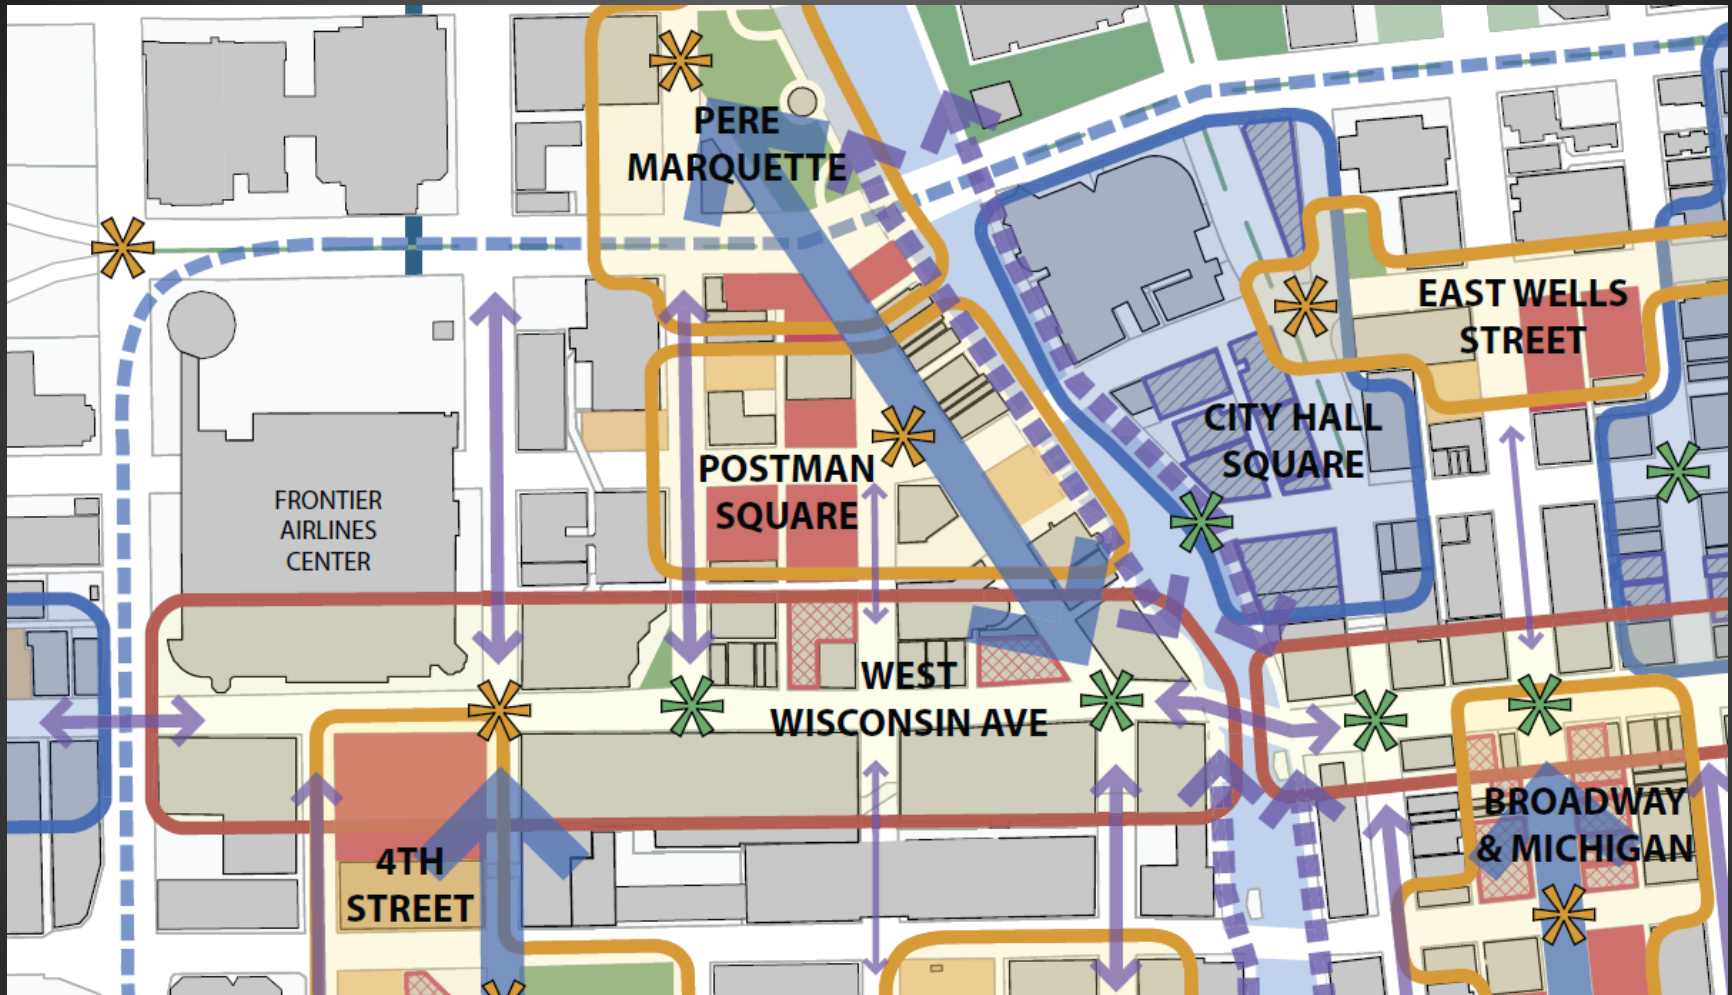 PERE
MARQUETTE
EAST WELLS
STREET
CITY HALL
SQUARE
POSTMAN
SQUARE
FRONTIER
AIRLINES
CENTER
WEST
WISCONSIN AVE
BROADWAY
& MICHIGAN
4TH
STREET